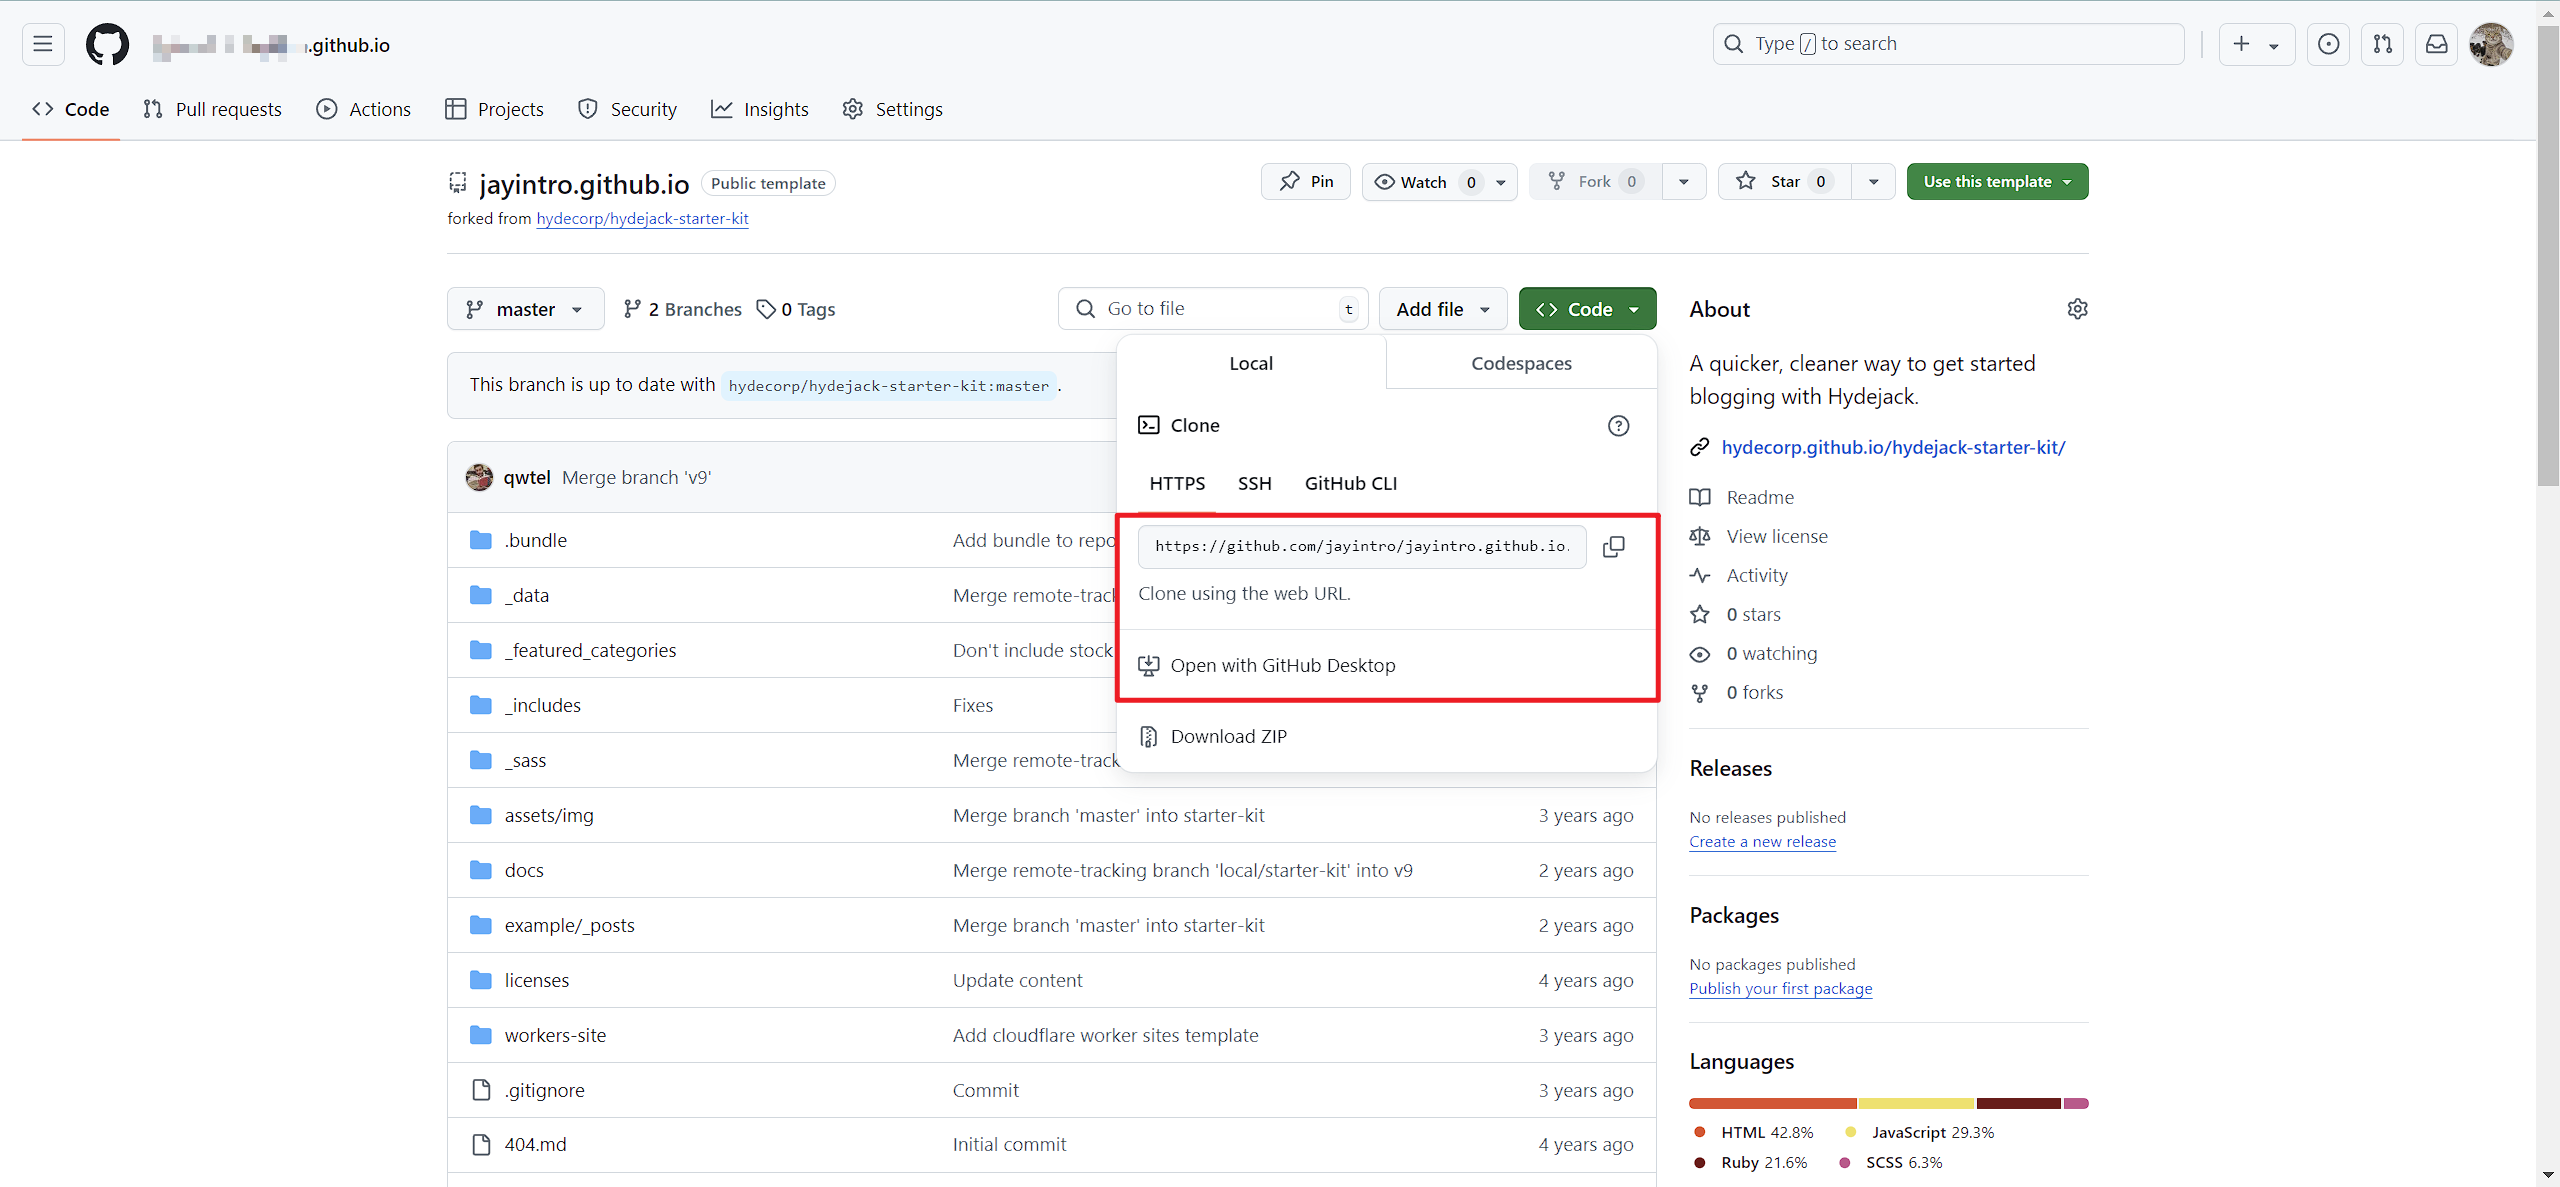 .github.io
Type / to search
Code
Pull requests
Actions
Projects
Security
Insights
Settings
jayintro.github.io
Public template
Pin
Watch 0
Fork 0
Star 0
Use this template
forked from hydecorp/hydejack-starter-kit
master
2 Branches
0 Tags
Go to file
t
Add file
Code
This branch is up to date with hydecorp/hydejack-starter-kit:master .
qwtel Merge branch 'v9'
.bundle Add bundle to repo
_data Merge remote-track
_featured_categories Don't include stock
_includes Fixes
_sass Merge remote-track
assets/img Merge branch 'master' into starter-kit 3 years ago
docs Merge remote-tracking branch 'local/starter-kit' into v9 2 years ago
example/_posts Merge branch 'master' into starter-kit 2 years ago
licenses Update content 4 years ago
workers-site Add cloudflare worker sites template 3 years ago
.gitignore Commit 3 years ago
404.md Initial commit 4 years ago
Local
Codespaces
Clone
HTTPS
SSH
GitHub CLI
https://github.com/jayintro/jayintro.github.io.
Clone using the web URL.
Open with GitHub Desktop
Download ZIP
About
A quicker, cleaner way to get started
blogging with Hydejack.
hydecorp.github.io/hydejack-starter-kit/
Readme
View license
Activity
0 stars
0 watching
0 forks
Releases
No releases published
Create a new release
Packages
No packages published
Publish your first package
Languages
HTML 42.8%
JavaScript 29.3%
Ruby 21.6%
SCSS 6.3%